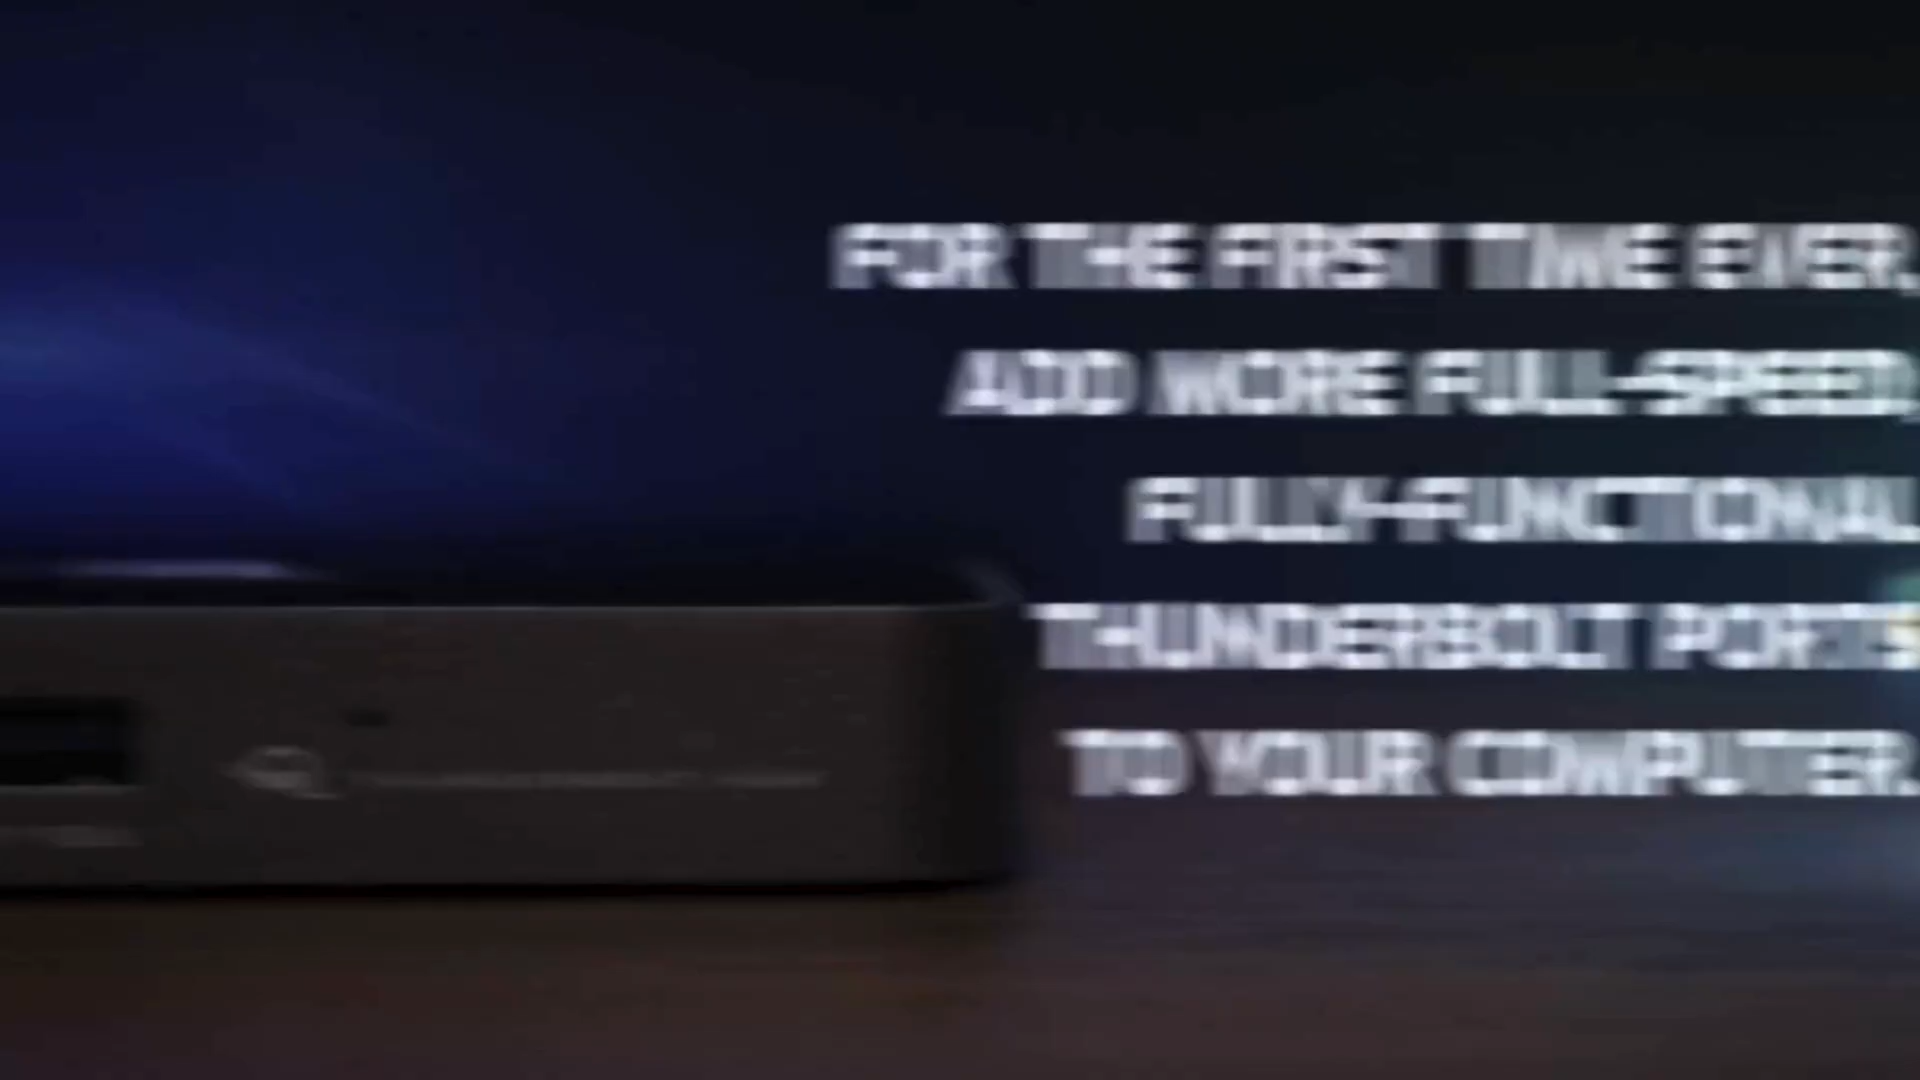 FOR THE FIRST TIME EVER,
ADD MORE FULL-SPEED,
FULLY-FUNCTIONAL
THUNDERBOLT PORTS
TO YOUR COMPUTER.